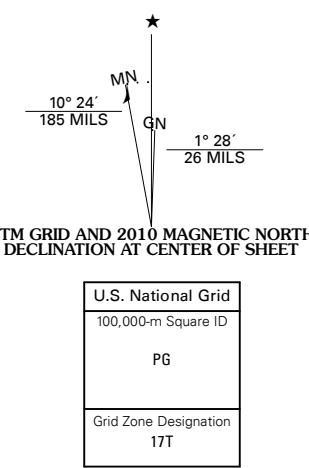 ★
MN
10° 24´
185 MILS
GN
1° 28´
26 MILS
TM GRID AND 2010 MAGNETIC NORTH
DECLINATION AT CENTER OF SHEET
U.S. National Grid
100,000-m Square ID
PG
Grid Zone Designation
17T